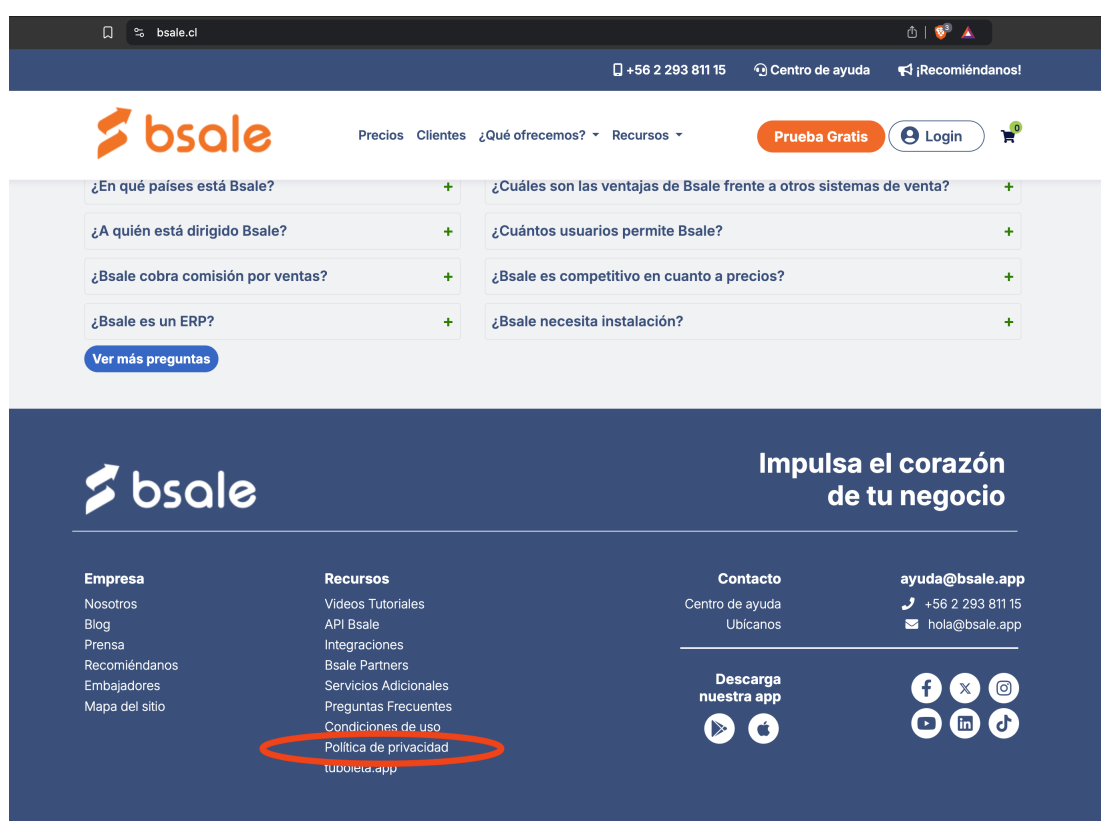 bsale.cl
3
+56 2 293 811 15 Centro de ayuda ¡Recomiéndanos!
bsale Precios Clientes ¿Qué ofrecemos? Recursos Prueba Gratis Login 0
¿En qué países está Bsale? +
¿Cuáles son las ventajas de Bsale frente a otros sistemas de venta? +
¿A quién está dirigido Bsale? +
¿Cuántos usuarios permite Bsale? +
¿Bsale cobra comisión por ventas? +
¿Bsale es competitivo en cuanto a precios? +
¿Bsale es un ERP? +
¿Bsale necesita instalación? +
Ver más preguntas
bsale
Impulsa el corazón
de tu negocio
Empresa
Nosotros
Blog
Prensa
Recomiéndanos
Embajadores
Mapa del sitio
Recursos
Videos Tutoriales
API Bsale
Integraciones
Bsale Partners
Servicios Adicionales
Preguntas Frecuentes
Condiciones de uso
Política de privacidad
tuboleta.app
Contacto
Centro de ayuda
Ubícanos
ayuda@bsale.app
+56 2 293 811 15
hola@bsale.app
Descarga
nuestra app